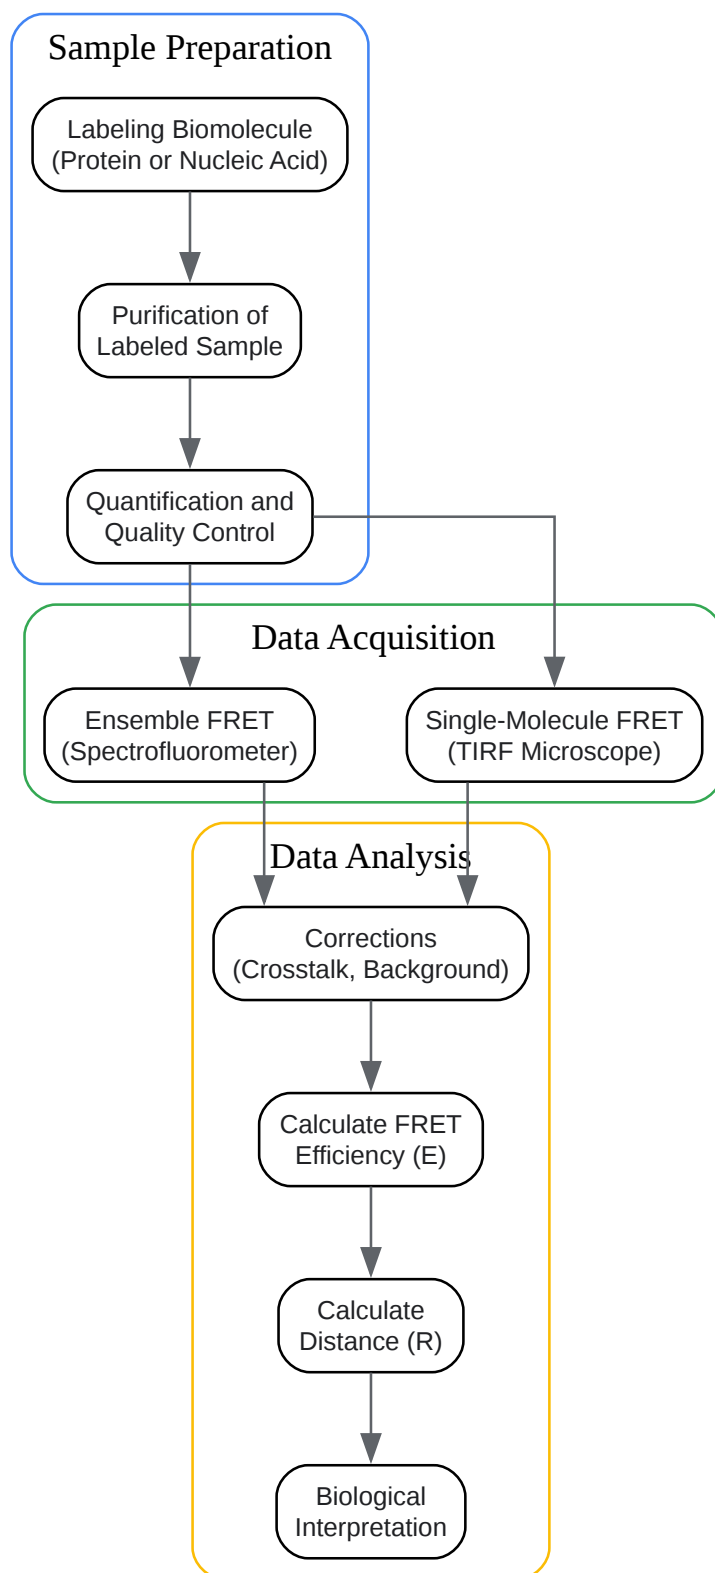 Sample Preparation
Labeling Biomolecule
(Protein or Nucleic Acid)
Purification of
Labeled Sample
Quantification and
Quality Control
Data Acquisition
Ensemble FRET
(Spectrofluorometer)
Single-Molecule FRET
(TIRF Microscope)
Data Analysis
Corrections
(Crosstalk, Background)
Calculate FRET
Efficiency (E)
Calculate
Distance (R)
Biological
Interpretation